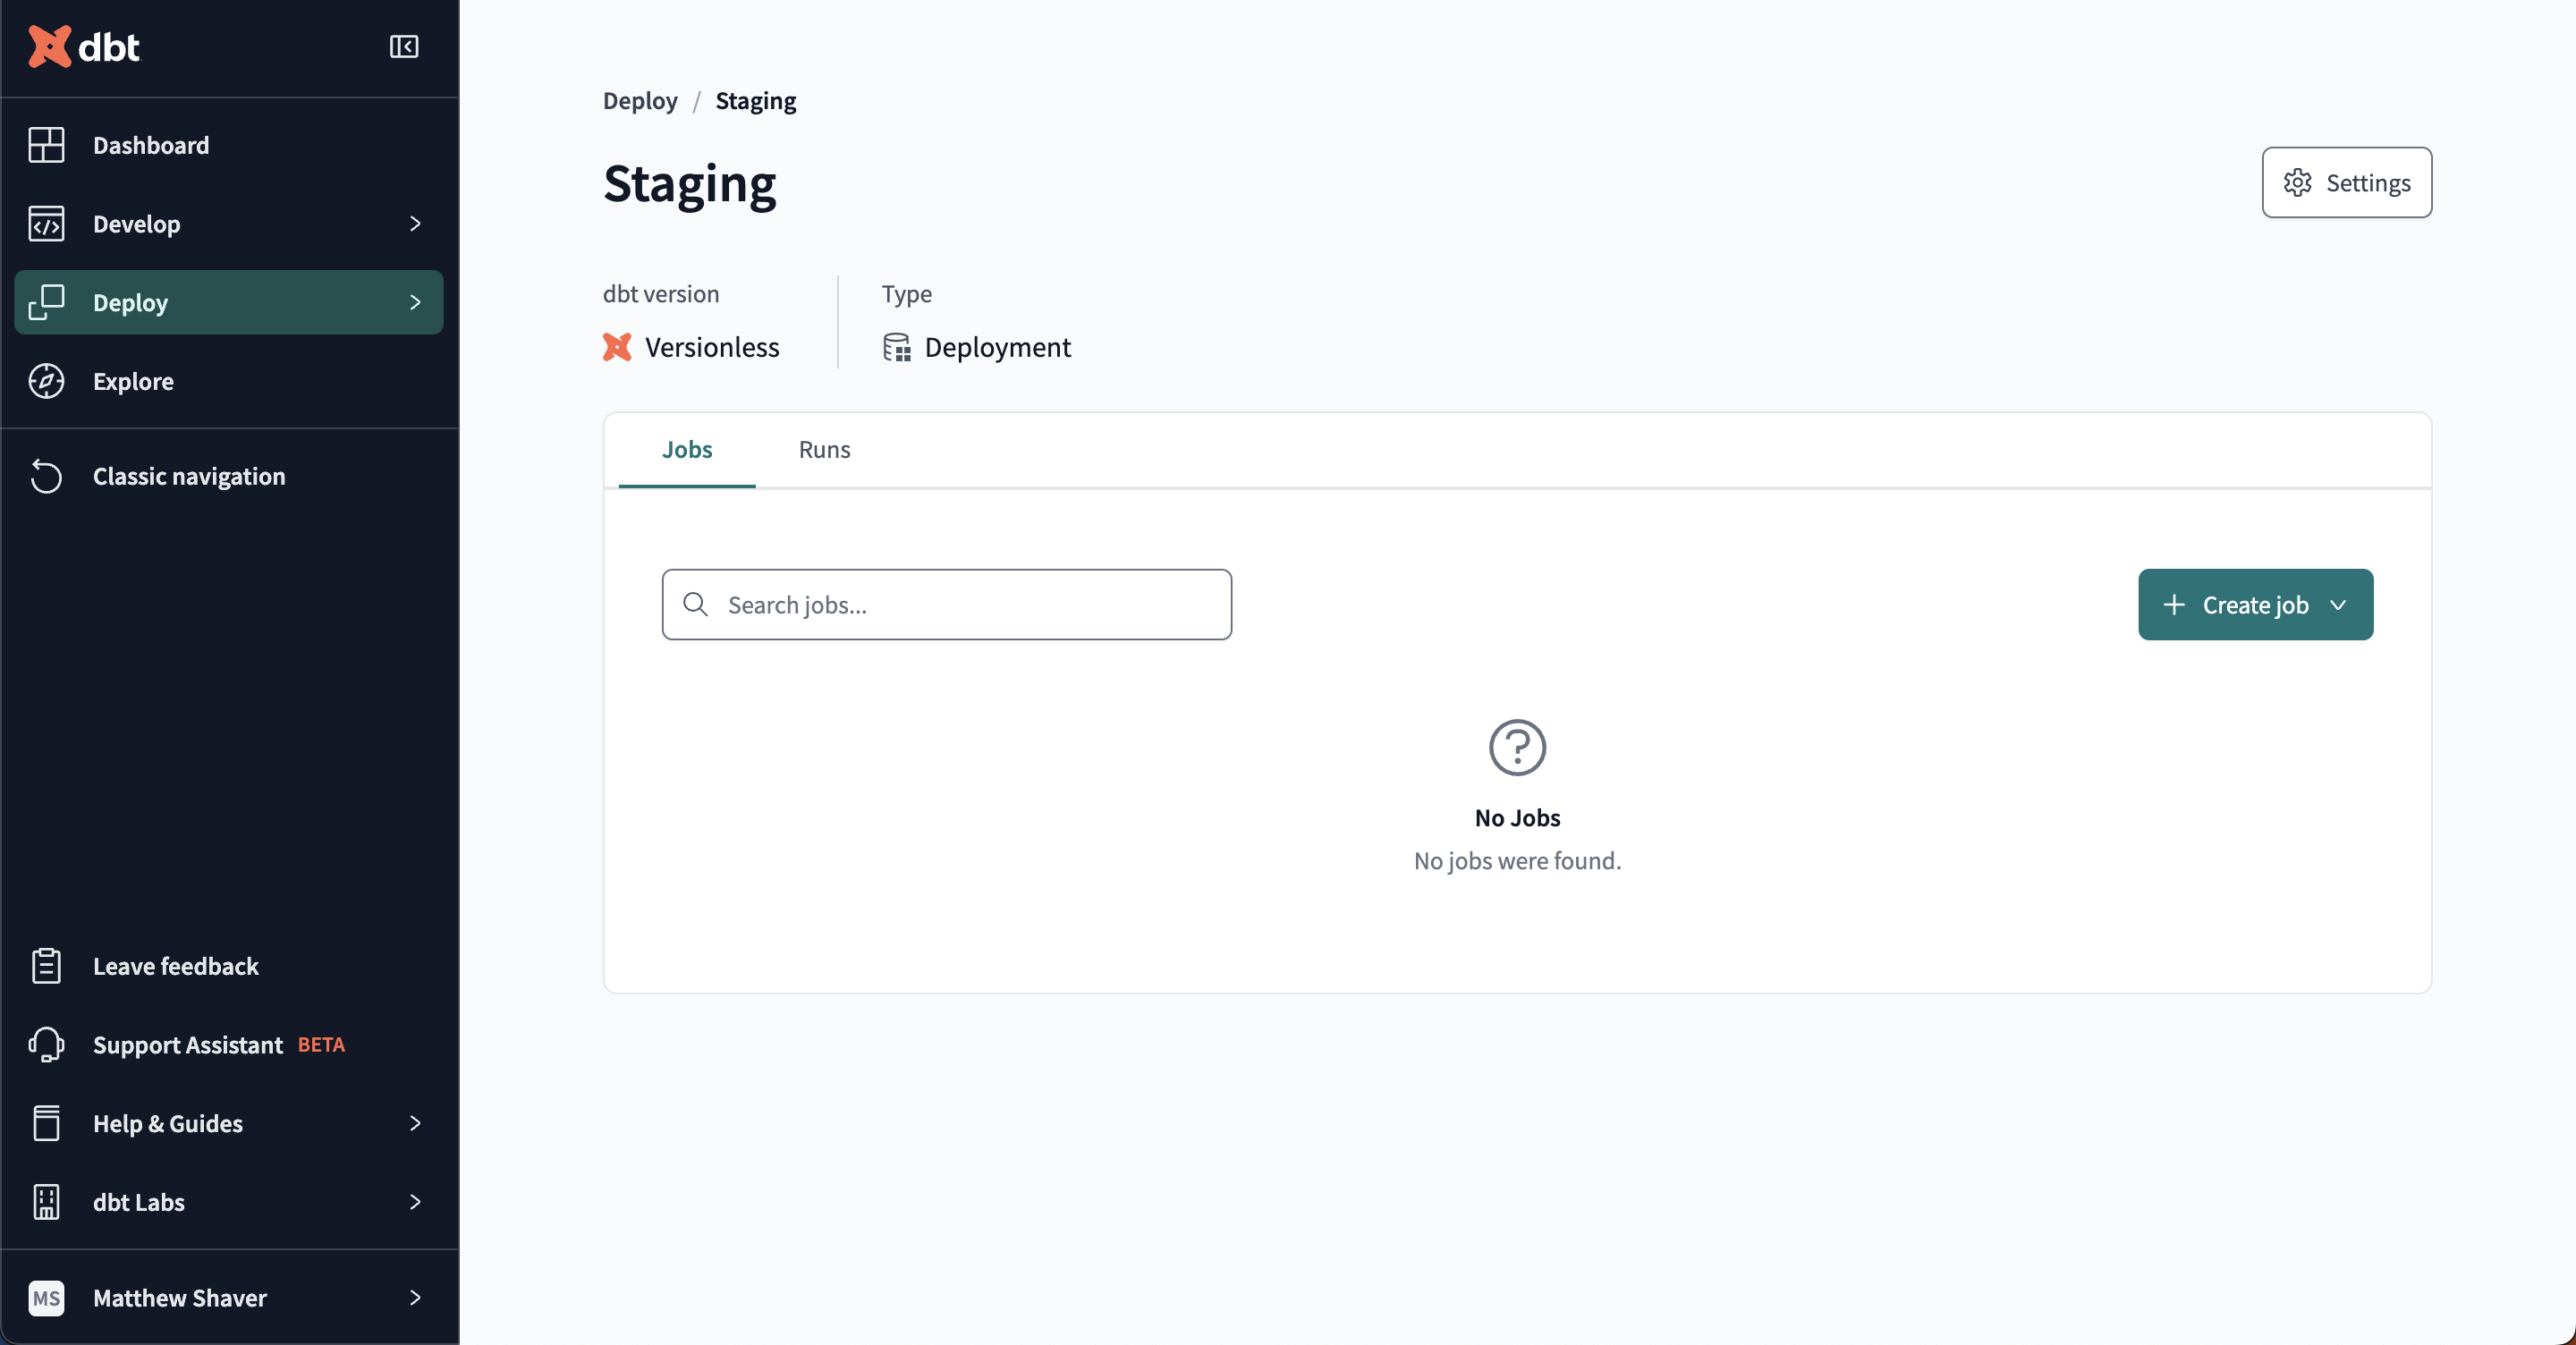 dbt
Dashboard
Develop
Deploy
Explore
Classic navigation
Leave feedback
Support Assistant BETA
Help & Guides
dbt Labs
MS Matthew Shaver
Deploy / Staging
Staging
Settings
dbt version
Versionless
Type
Deployment
Jobs Runs
Search jobs...
Create job
No Jobs
No jobs were found.